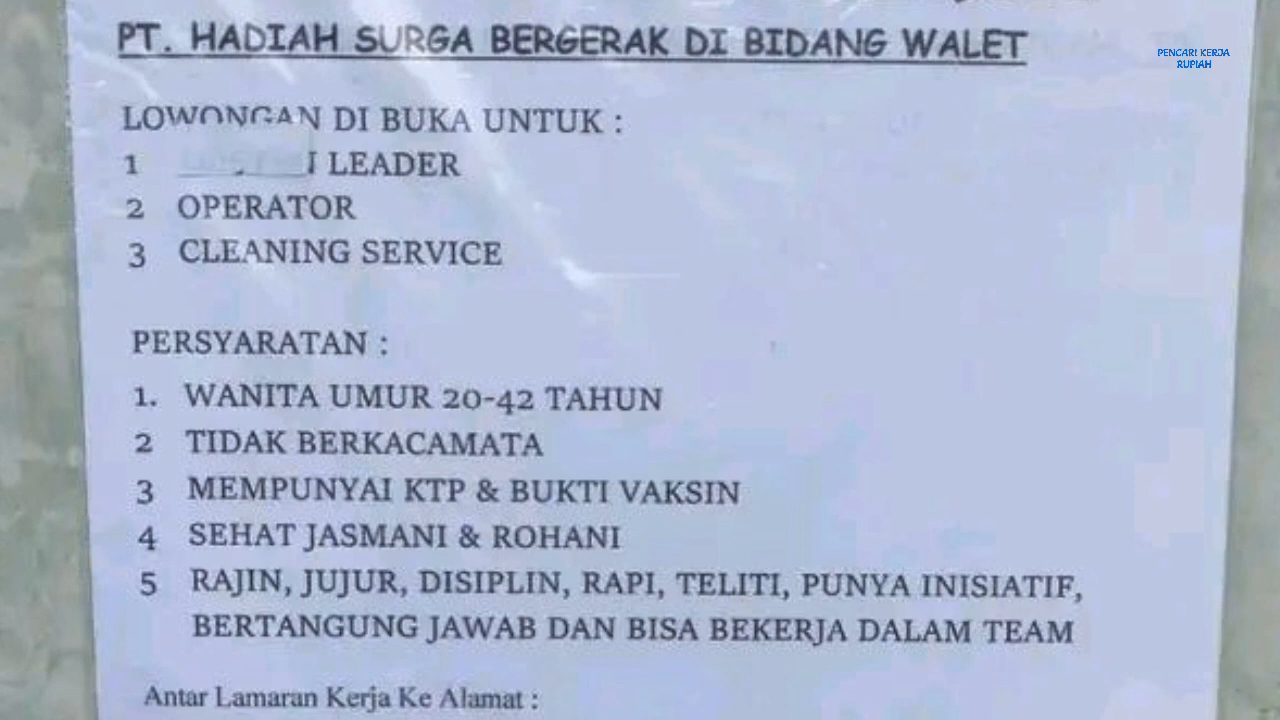 PT. HADIAH SURGA BERGERAK DI BIDANG WALET
PENCARI KERJA
RUPIAH
LOWONGAN DI BUKA UNTUK :
1 LEADER
2 OPERATOR
3 CLEANING SERVICE
PERSYARATAN :
1. WANITA UMUR 20-42 TAHUN
2 TIDAK BERKACAMATA
3 MEMPUNYAI KTP & BUKTI VAKSIN
4 SEHAT JASMANI & ROHANI
5 RAJIN, JUJUR, DISIPLIN, RAPI, TELITI, PUNYA INISIATIF,
BERTANGUNG JAWAB DAN BISA BEKERJA DALAM TEAM
Antar Lamaran Kerja Ke Alamat :